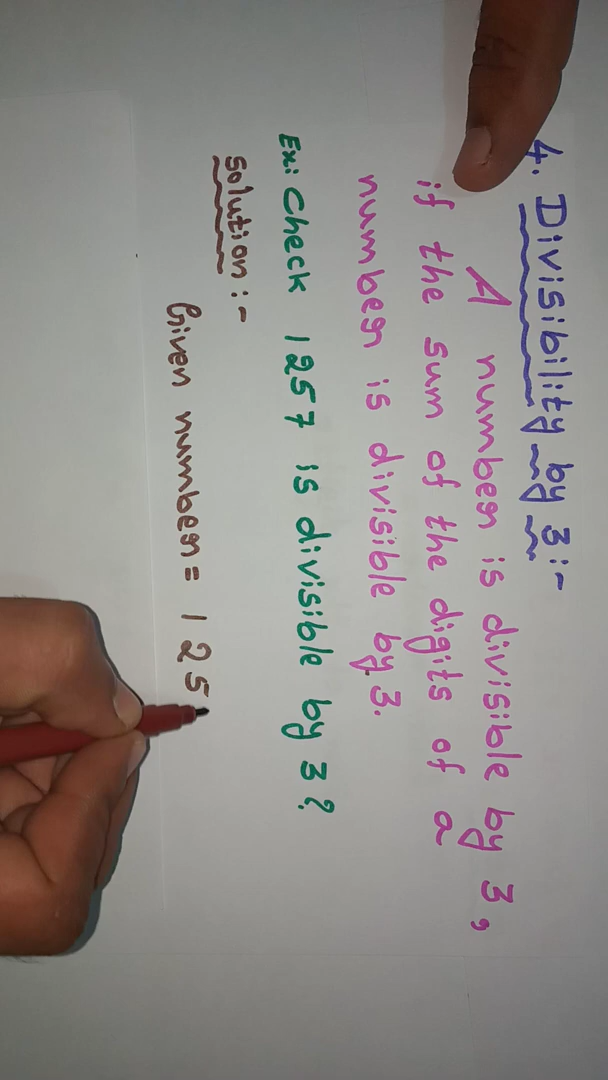 4. Divisibility by 3:-
A number is divisible by 3,
if the sum of the digits of a
number is divisible by 3.
Ex: Check 1257 is divisible by 3?
Solution :-
Given number = 125